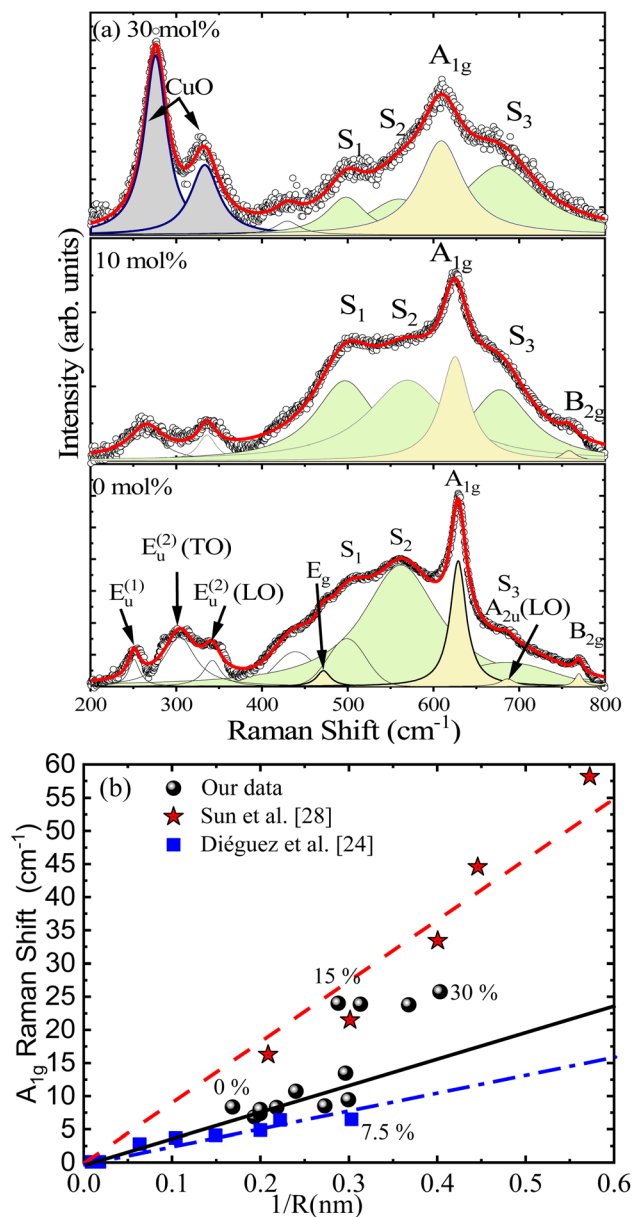 (a) 30 mol%
A₁g
CuO
S₁
S₂
S₃
10 mol%
A₁g
S₁
S₂
S₃
B₂g
0 mol%
A₁g
E_u^(2) (TO)
E_u^(1)
E_u^(2) (LO)
E_g
S₁
S₂
S₃
A₂u(LO)
B₂g
Intensity (arb. units)
200 300 400 500 600 700 800
Raman Shift (cm⁻¹)
(b)
Our data
Sun et al. [28]
Diéguez et al. [24]
60
55
50
45
40
35
30
25
20
15
10
5
0
A₁g Raman Shift (cm⁻¹)
15 %
30 %
0 %
7.5 %
0.0 0.1 0.2 0.3 0.4 0.5 0.6
1/R(nm)